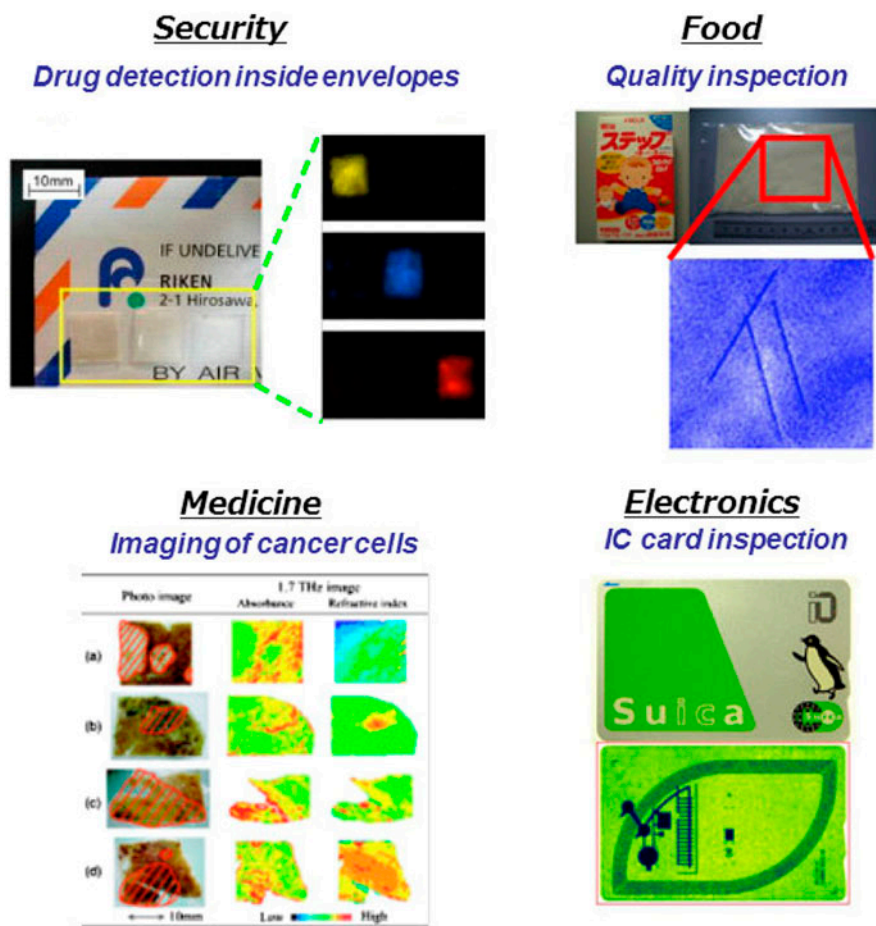 Security
Drug detection inside envelopes
10mm
IF UNDELIVE
RIKEN
2-1 Hirosawa,
BY AIR
Food
Quality inspection
ステップ
Medicine
Imaging of cancer cells
Photo image
1.7 THz image
Absorbance
Refractive index
(a)
(b)
(c)
(d)
10mm
Low
High
Electronics
IC card inspection
iD
Suica